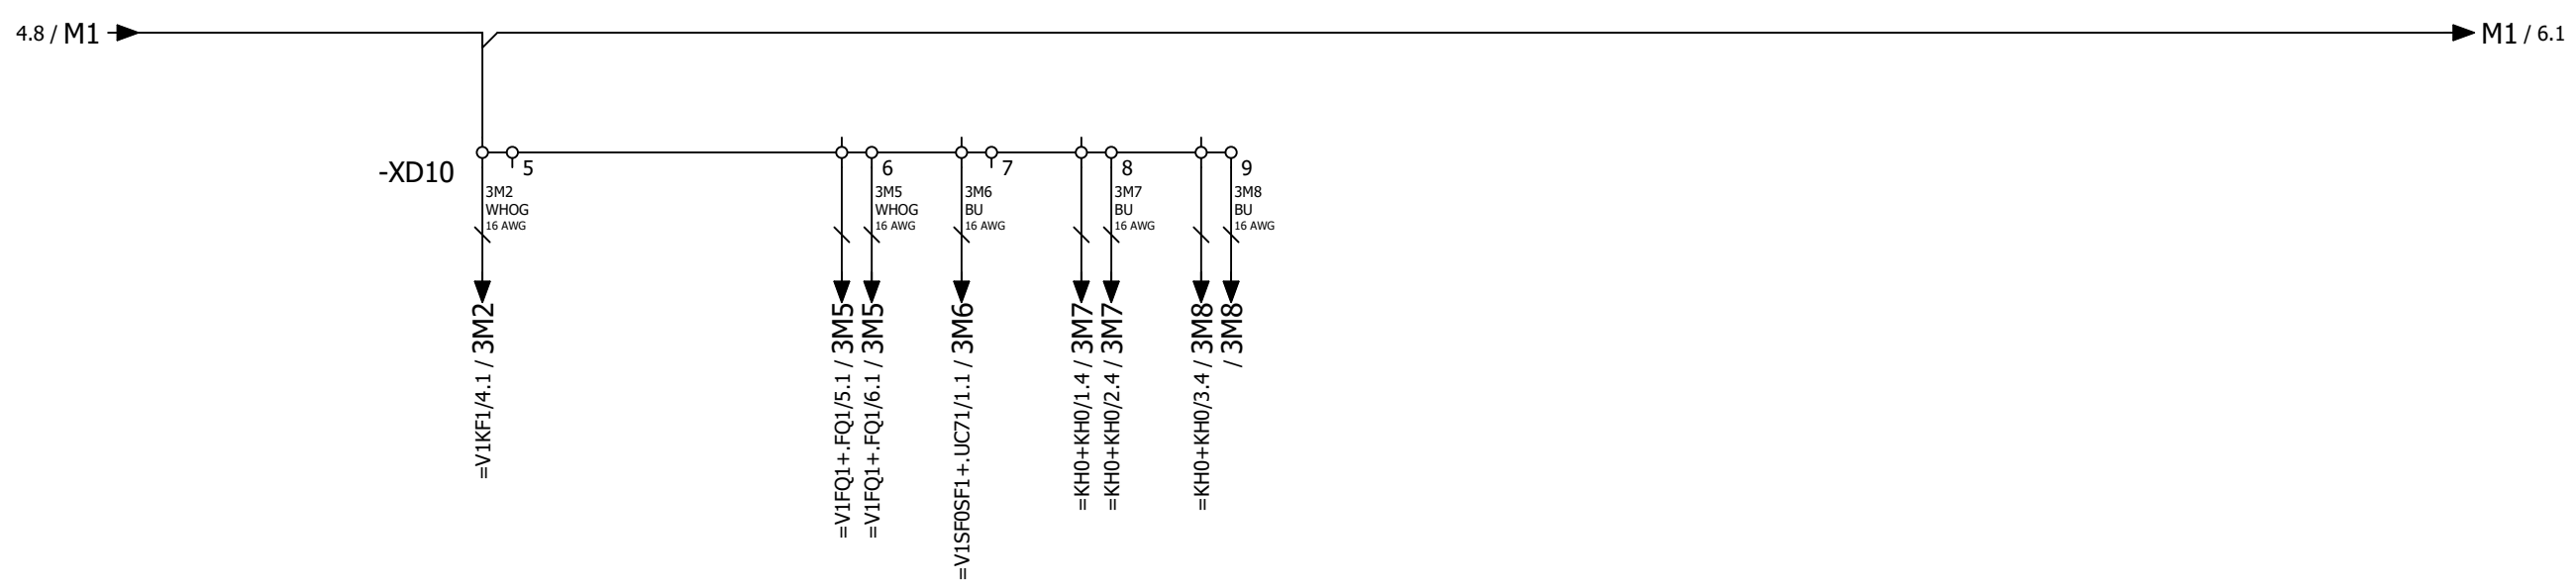 4.8 / M1
M1 / 6.1
-XD10
5
6
7
8
9
3M2
WHOG
16 AWG
3M5
WHOG
16 AWG
3M6
BU
16 AWG
3M7
BU
16 AWG
3M8
BU
16 AWG
=V1KF1/4.1 / 3M2
=V1FQ1+.FQ1/5.1 / 3M5
=V1FQ1+.FQ1/6.1 / 3M5
=V1SF0SF1+.UC71/1.1 / 3M6
=KH0+KH0/1.4 / 3M7
=KH0+KH0/2.4 / 3M7
=KH0+KH0/3.4 / 3M8
/ 3M8